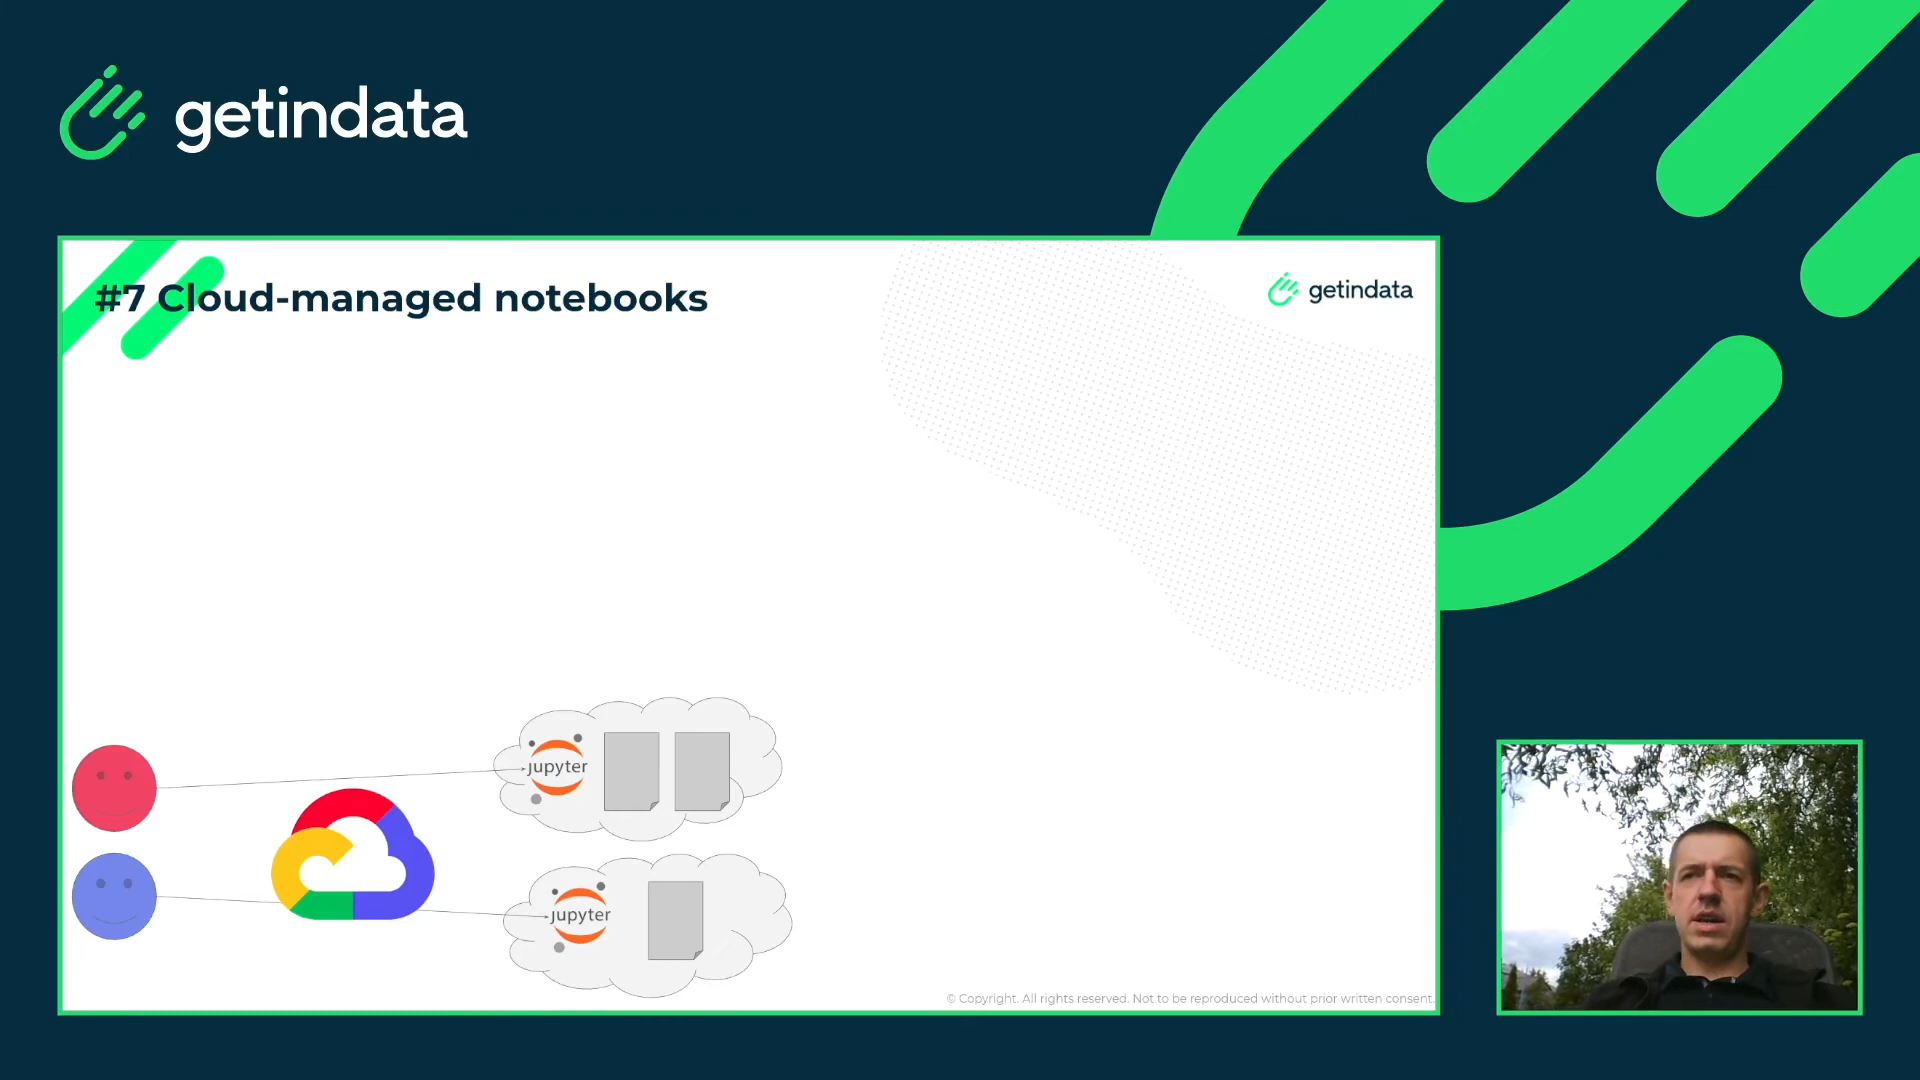 getindata
#7 Cloud-managed notebooks
getindata
jupyter
jupyter
© Copyright. All rights reserved. Not to be reproduced without prior written consent.